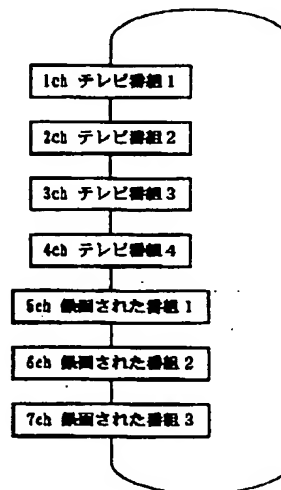 1ch テレビ番組1
2ch テレビ番組2
3ch テレビ番組3
4ch テレビ番組4
5ch 録画された番組1
6ch 録画された番組2
7ch 録画された番組3